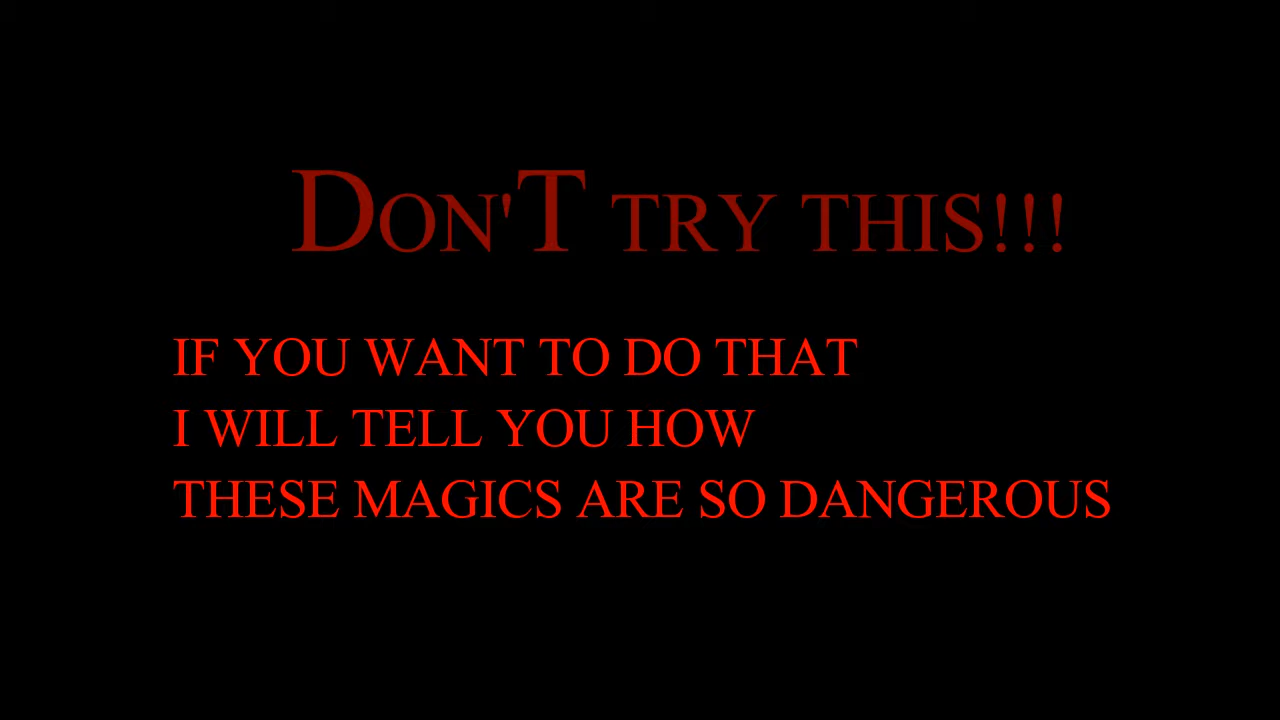 DON'T TRY THIS!!!
IF YOU WANT TO DO THAT
I WILL TELL YOU HOW
THESE MAGICS ARE SO DANGEROUS